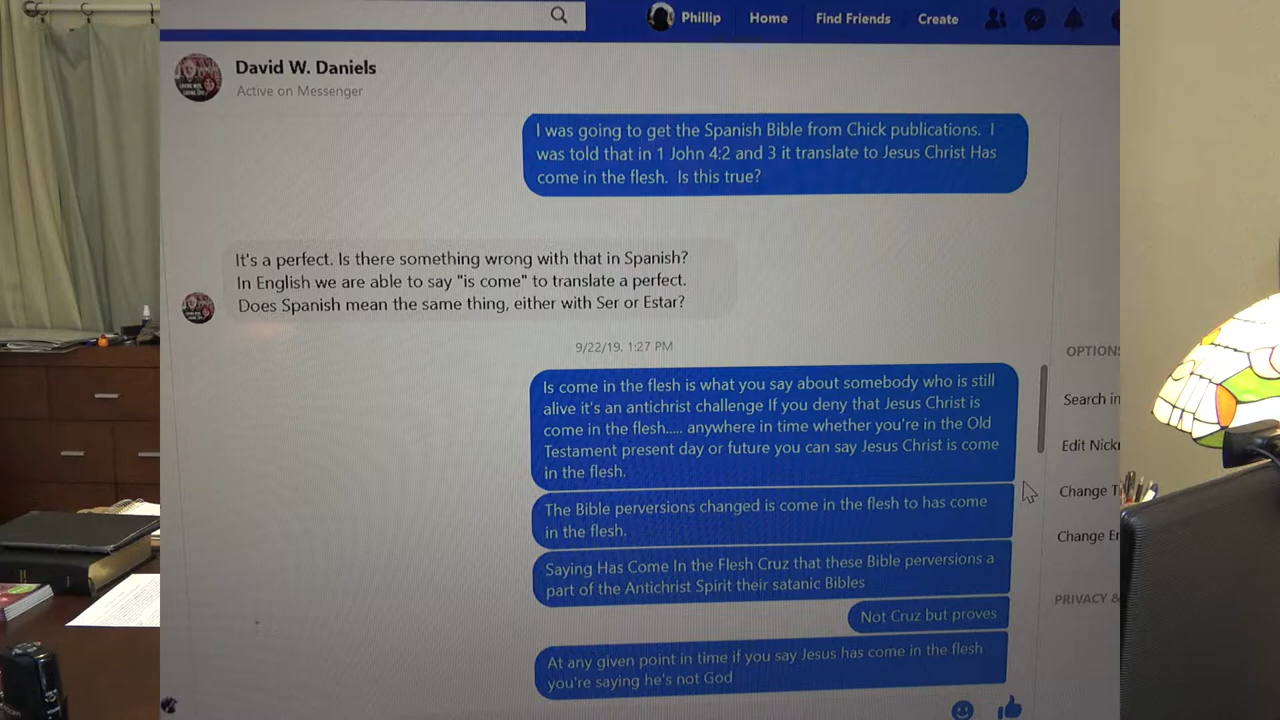 Phillip Home Find Friends Create
David W. Daniels
Active on Messenger
I was going to get the Spanish Bible from Chick publications. I
was told that in 1 John 4:2 and 3 it translate to Jesus Christ Has
come in the flesh. Is this true?
It's a perfect. Is there something wrong with that in Spanish?
In English we are able to say "is come" to translate a perfect.
Does Spanish mean the same thing, either with Ser or Estar?
9/22/19, 1:27 PM
Is come in the flesh is what you say about somebody who is still
alive it's an antichrist challenge If you deny that Jesus Christ is
come in the flesh..... anywhere in time whether you're in the Old
Testament present day or future you can say Jesus Christ is come
in the flesh.
The Bible perversions changed is come in the flesh to has come
in the flesh.
Saying Has Come In the Flesh Cruz that these Bible perversions a
part of the Antichrist Spirit their satanic Bibles
Not Cruz but proves
At any given point in time if you say Jesus has come in the flesh
you're saying he's not God
OPTIONS
Search in
Edit Nickn
Change T
Change Em
PRIVACY &